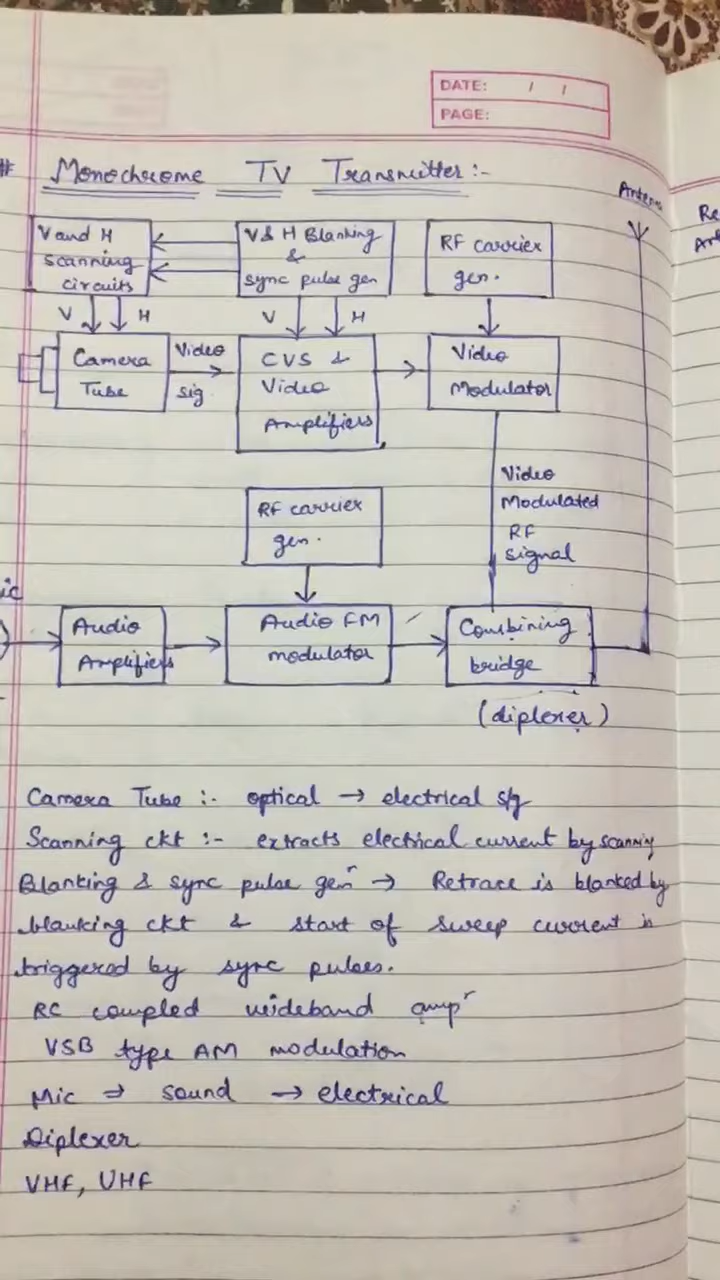 DATE: / /
PAGE:
# Monochrome TV Transmitter :-
Antenna
Re
V and H
scanning
circuits
V & H Blanking
&
sync pulse gen
RF carrier
gen.
V H
V H
Camera
Tube
Video
sig.
CVS &
Video
Amplifiers
Video
Modulator
Video
Modulated
RF
signal
RF carrier
gen.
ic
Audio
Amplifiers
Audio FM
modulator
Combining
bridge
(diplexer)
Camera Tube :- optical → electrical s/g
Scanning ckt :- extracts electrical current by scanning
Blanking & sync pulse genr → Retrace is blanked by
blanking ckt & start of sweep current is
triggered by sync pulses.
RC coupled wideband ampr
VSB type AM modulation
Mic ⇒ sound → electrical
Diplexer
VHF, UHF